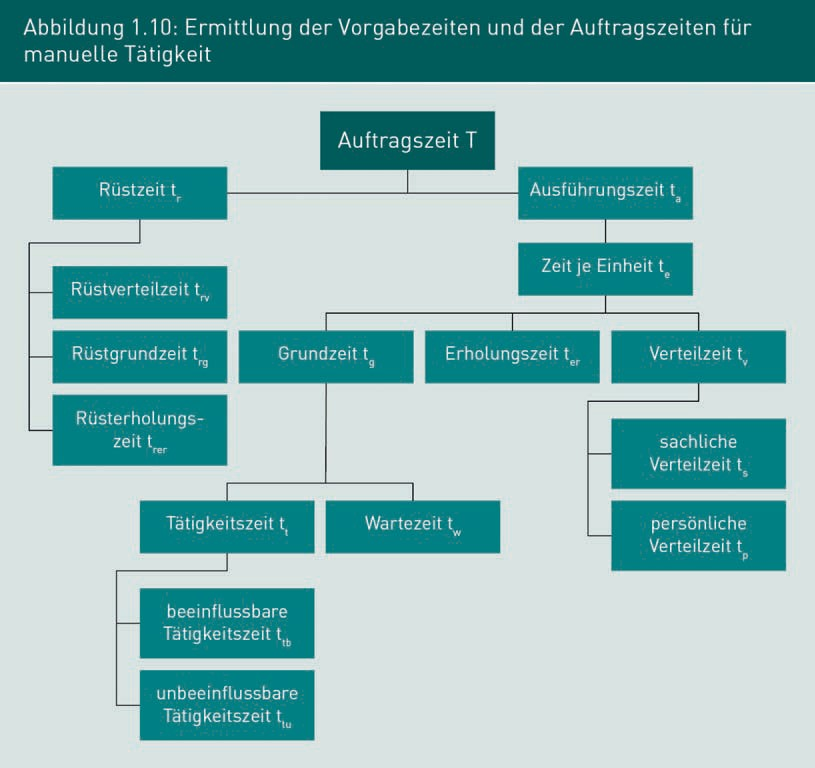 Abbildung 1.10: Ermittlung der Vorgabezeiten und der Auftragszeiten für
manuelle Tätigkeit
Auftragszeit T
Rüstzeit tr
Ausführungszeit ta
Zeit je Einheit te
Rüstverteilzeit trv
Rüstgrundzeit trg
Grundzeit tg
Erholungszeit ter
Verteilzeit tv
Rüsterholungs-
zeit trer
sachliche
Verteilzeit ts
Tätigkeitszeit tt
Wartezeit tw
persönliche
Verteilzeit tp
beeinflussbare
Tätigkeitszeit ttb
unbeeinflussbare
Tätigkeitszeit ttu